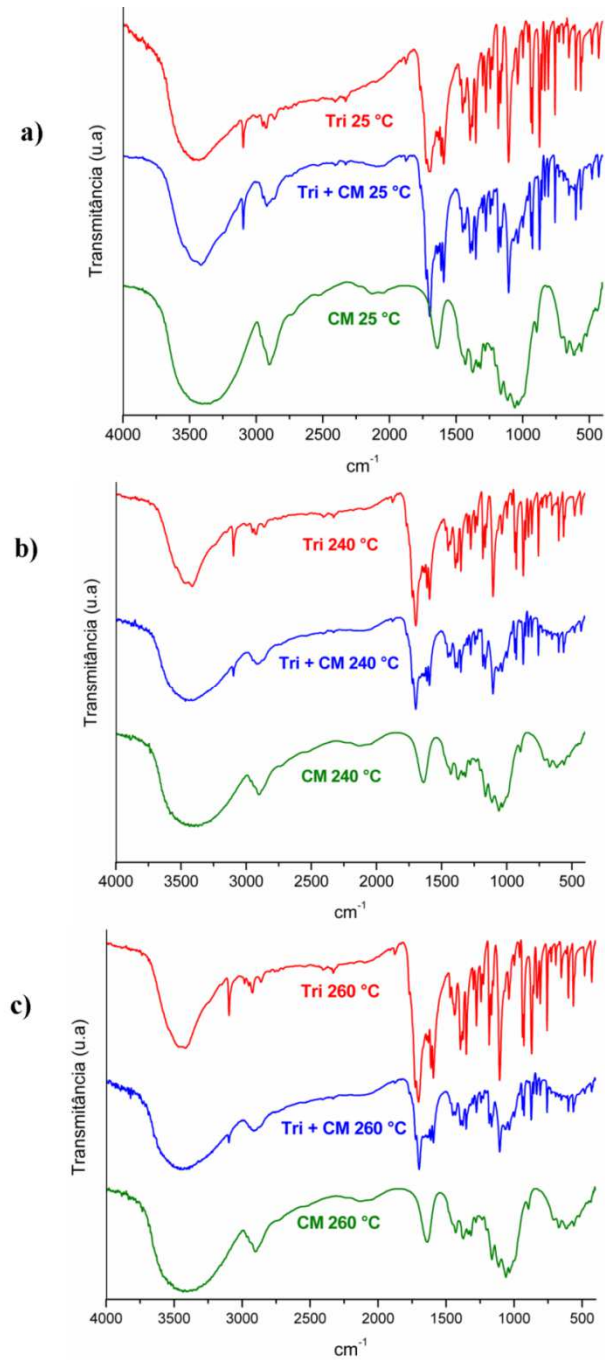 a)
Transmitância (u.a)
Tri 25 °C
Tri + CM 25 °C
CM 25 °C
4000 3500 3000 2500 2000 1500 1000 500
cm-1
b)
Transmitância (u.a)
Tri 240 °C
Tri + CM 240 °C
CM 240 °C
4000 3500 3000 2500 2000 1500 1000 500
cm-1
c)
Transmitância (u.a)
Tri 260 °C
Tri + CM 260 °C
CM 260 °C
4000 3500 3000 2500 2000 1500 1000 500
cm-1